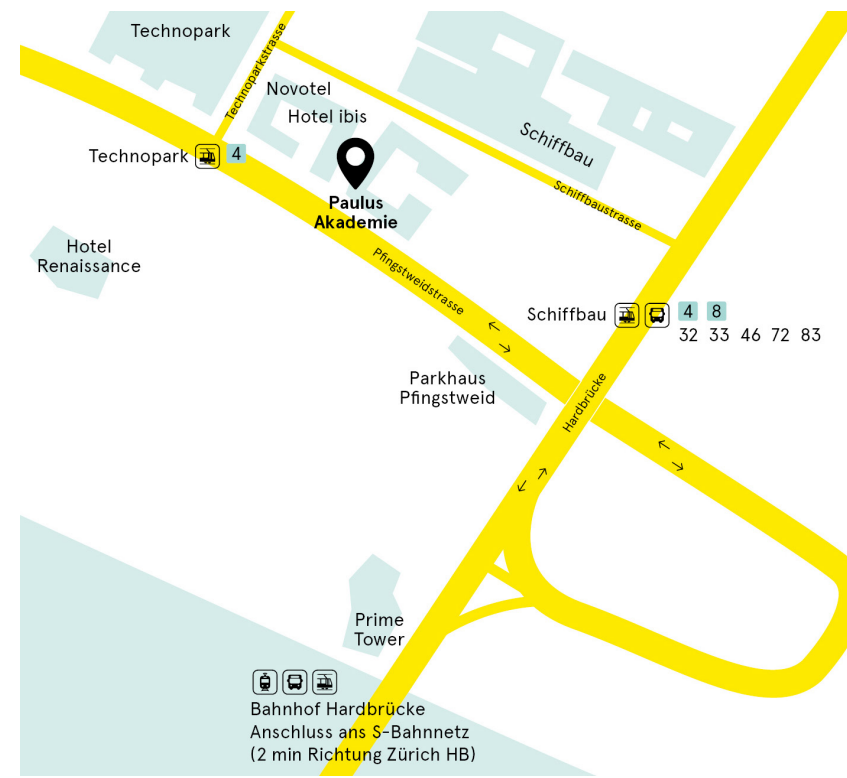 Technopark
Technoparkstrasse
Novotel
Hotel ibis
Schiffbau
Technopark 4
Paulus
Akademie
Schiffbaustrasse
Hotel
Renaissance
Pfingstweidstrasse
Schiffbau 4 8
32 33 46 72 83
Parkhaus
Pfingstweid
Hardbrücke
Prime
Tower
Bahnhof Hardbrücke
Anschluss ans S-Bahnnetz
(2 min Richtung Zürich HB)